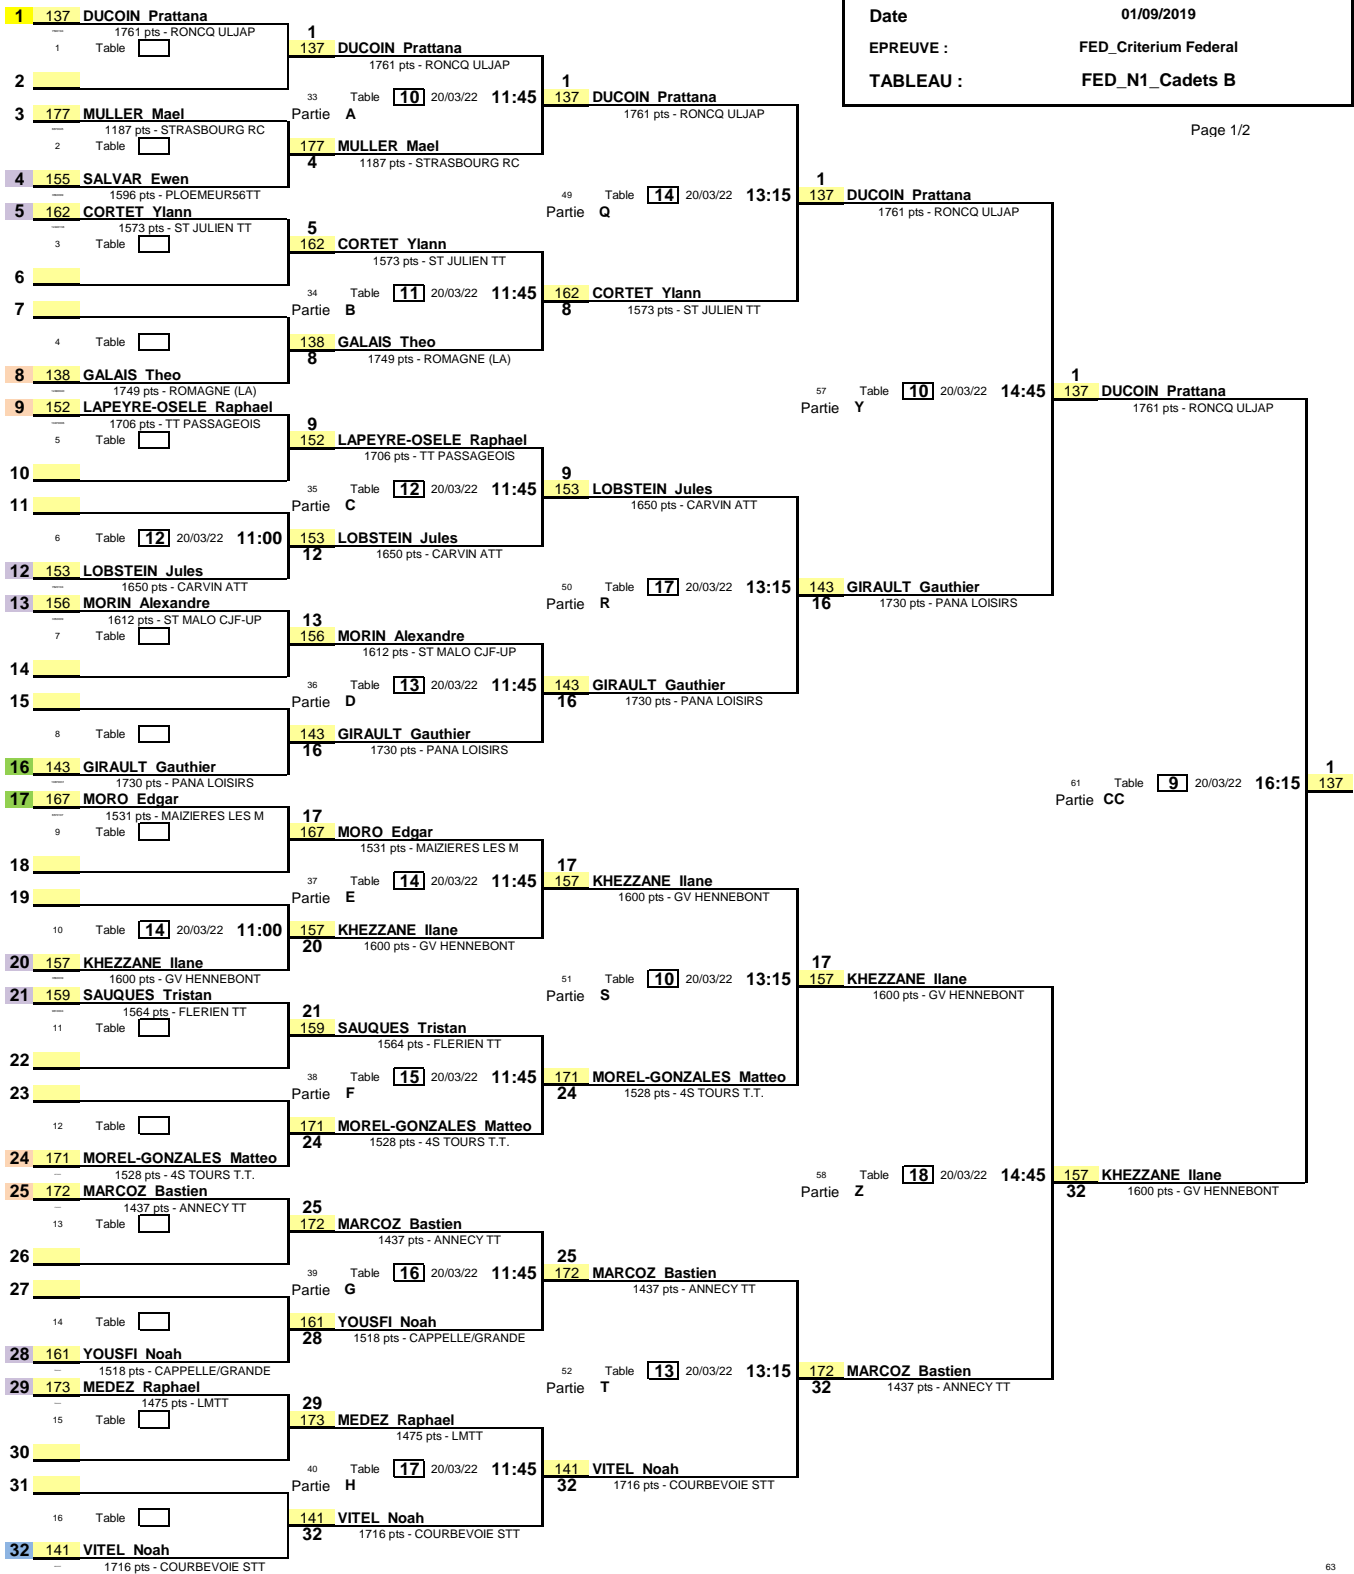 Date 01/09/2019
EPREUVE : FED_Criterium Federal
TABLEAU : FED_N1_Cadets B
Page 1/2
1 137 DUCOIN Prattana
1761 pts - RONCQ ULJAP
1 Table
2
3 177 MULLER Mael
1187 pts - STRASBOURG RC
2 Table
4 155 SALVAR Ewen
1596 pts - PLOEMEUR56TT
5 162 CORTET Ylann
1573 pts - ST JULIEN TT
3 Table
6
7
4 Table
8 138 GALAIS Theo
1749 pts - ROMAGNE (LA)
9 152 LAPEYRE-OSELE Raphael
1706 pts - TT PASSAGEOIS
5 Table
10
11
6 Table 12 20/03/22 11:00
12 153 LOBSTEIN Jules
1650 pts - CARVIN ATT
13 156 MORIN Alexandre
1612 pts - ST MALO CJF-UP
7 Table
14
15
8 Table
16 143 GIRAULT Gauthier
1730 pts - PANA LOISIRS
17 167 MORO Edgar
1531 pts - MAIZIERES LES M
9 Table
18
19
10 Table 14 20/03/22 11:00
20 157 KHEZZANE Ilane
1600 pts - GV HENNEBONT
21 159 SAUQUES Tristan
1564 pts - FLERIEN TT
11 Table
22
23
12 Table
24 171 MOREL-GONZALES Matteo
1528 pts - 4S TOURS T.T.
25 172 MARCOZ Bastien
1437 pts - ANNECY TT
13 Table
26
27
14 Table
28 161 YOUSFI Noah
1518 pts - CAPPELLE/GRANDE
29 173 MEDEZ Raphael
1475 pts - LMTT
15 Table
30
31
16 Table
32 141 VITEL Noah
1716 pts - COURBEVOIE STT
1
137 DUCOIN Prattana
1761 pts - RONCQ ULJAP
33 Table 10 20/03/22 11:45
Partie A
177 MULLER Mael
4 1187 pts - STRASBOURG RC
5
162 CORTET Ylann
1573 pts - ST JULIEN TT
34 Table 11 20/03/22 11:45
Partie B
138 GALAIS Theo
8 1749 pts - ROMAGNE (LA)
9
152 LAPEYRE-OSELE Raphael
1706 pts - TT PASSAGEOIS
35 Table 12 20/03/22 11:45
Partie C
153 LOBSTEIN Jules
12 1650 pts - CARVIN ATT
13
156 MORIN Alexandre
1612 pts - ST MALO CJF-UP
36 Table 13 20/03/22 11:45
Partie D
143 GIRAULT Gauthier
16 1730 pts - PANA LOISIRS
17
167 MORO Edgar
1531 pts - MAIZIERES LES M
37 Table 14 20/03/22 11:45
Partie E
157 KHEZZANE Ilane
20 1600 pts - GV HENNEBONT
21
159 SAUQUES Tristan
1564 pts - FLERIEN TT
38 Table 15 20/03/22 11:45
Partie F
171 MOREL-GONZALES Matteo
24 1528 pts - 4S TOURS T.T.
25
172 MARCOZ Bastien
1437 pts - ANNECY TT
39 Table 16 20/03/22 11:45
Partie G
161 YOUSFI Noah
28 1518 pts - CAPPELLE/GRANDE
29
173 MEDEZ Raphael
1475 pts - LMTT
40 Table 17 20/03/22 11:45
Partie H
141 VITEL Noah
32 1716 pts - COURBEVOIE STT
1
137 DUCOIN Prattana
1761 pts - RONCQ ULJAP
49 Table 14 20/03/22 13:15
Partie Q
162 CORTET Ylann
8 1573 pts - ST JULIEN TT
9
153 LOBSTEIN Jules
1650 pts - CARVIN ATT
50 Table 17 20/03/22 13:15
Partie R
143 GIRAULT Gauthier
16 1730 pts - PANA LOISIRS
17
157 KHEZZANE Ilane
1600 pts - GV HENNEBONT
51 Table 10 20/03/22 13:15
Partie S
171 MOREL-GONZALES Matteo
24 1528 pts - 4S TOURS T.T.
25
172 MARCOZ Bastien
1437 pts - ANNECY TT
52 Table 13 20/03/22 13:15
Partie T
141 VITEL Noah
32 1716 pts - COURBEVOIE STT
1
137 DUCOIN Prattana
1761 pts - RONCQ ULJAP
57 Table 10 20/03/22 14:45
Partie Y
143 GIRAULT Gauthier
16 1730 pts - PANA LOISIRS
17
157 KHEZZANE Ilane
1600 pts - GV HENNEBONT
58 Table 18 20/03/22 14:45
Partie Z
172 MARCOZ Bastien
32 1437 pts - ANNECY TT
1
137 DUCOIN Prattana
1761 pts - RONCQ ULJAP
61 Table 9 20/03/22 16:15
Partie CC
157 KHEZZANE Ilane
32 1600 pts - GV HENNEBONT
1
137
63